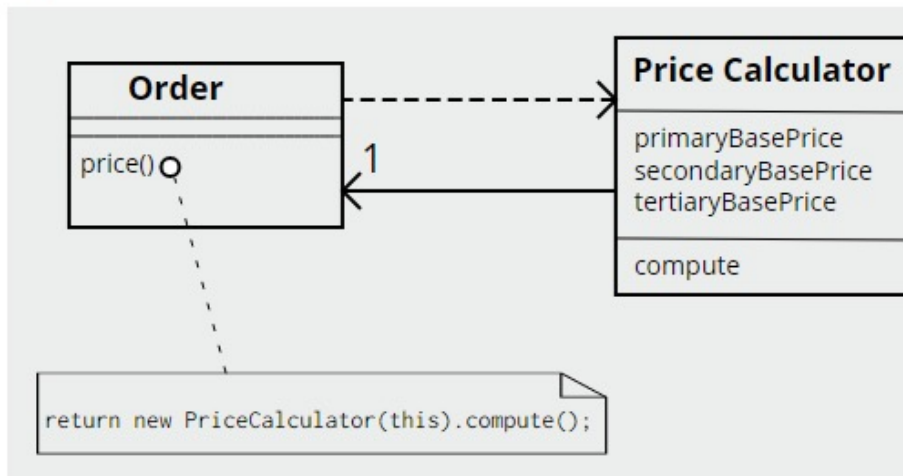 Order
price()
1
Price Calculator
primaryBasePrice
secondaryBasePrice
tertiaryBasePrice
compute
return new PriceCalculator(this).compute();